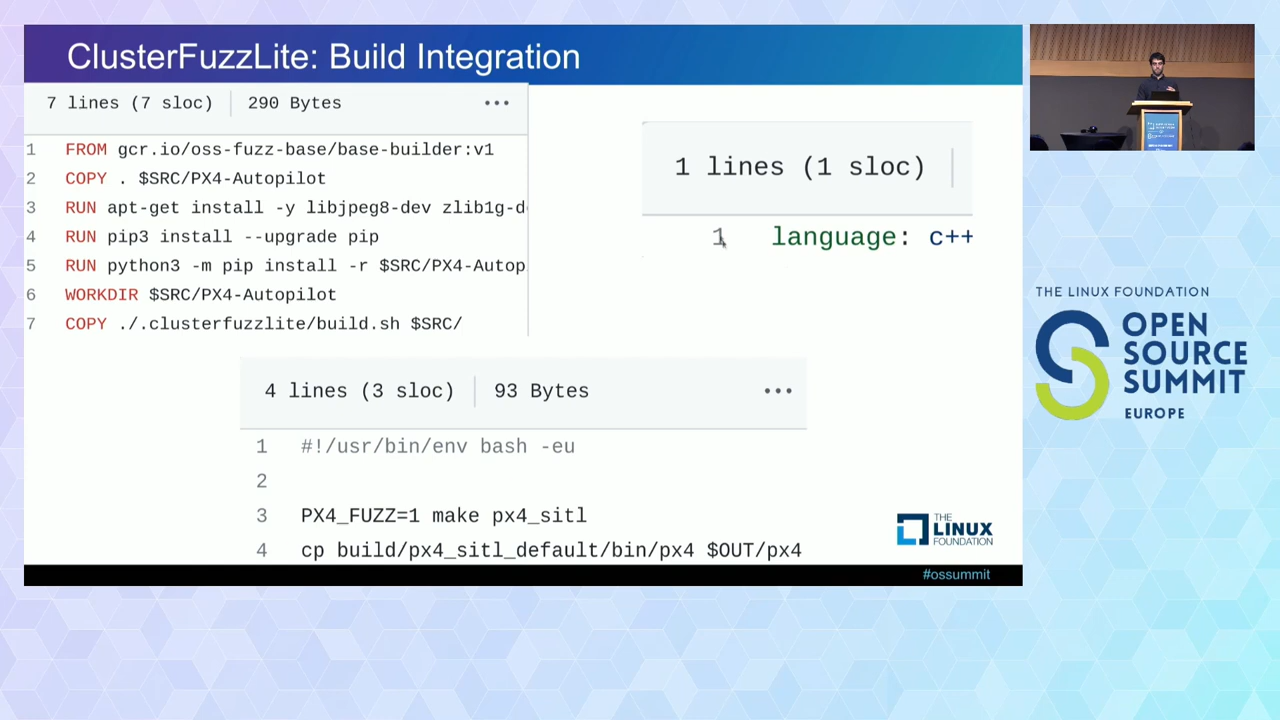 ClusterFuzzLite: Build Integration
7 lines (7 sloc) 290 Bytes
1 FROM gcr.io/oss-fuzz-base/base-builder:v1
2 COPY . $SRC/PX4-Autopilot
3 RUN apt-get install -y libjpeg8-dev zlib1g-d
4 RUN pip3 install --upgrade pip
5 RUN python3 -m pip install -r $SRC/PX4-Autop
6 WORKDIR $SRC/PX4-Autopilot
7 COPY ./.clusterfuzzlite/build.sh $SRC/
1 lines (1 sloc)
1 language: c++
4 lines (3 sloc) 93 Bytes
1 #!/usr/bin/env bash -eu
2
3 PX4_FUZZ=1 make px4_sitl
4 cp build/px4_sitl_default/bin/px4 $OUT/px4
THE
LINUX
FOUNDATION
#ossummit
THE LINUX FOUNDATION
OPEN
SOURCE
SUMMIT
EUROPE